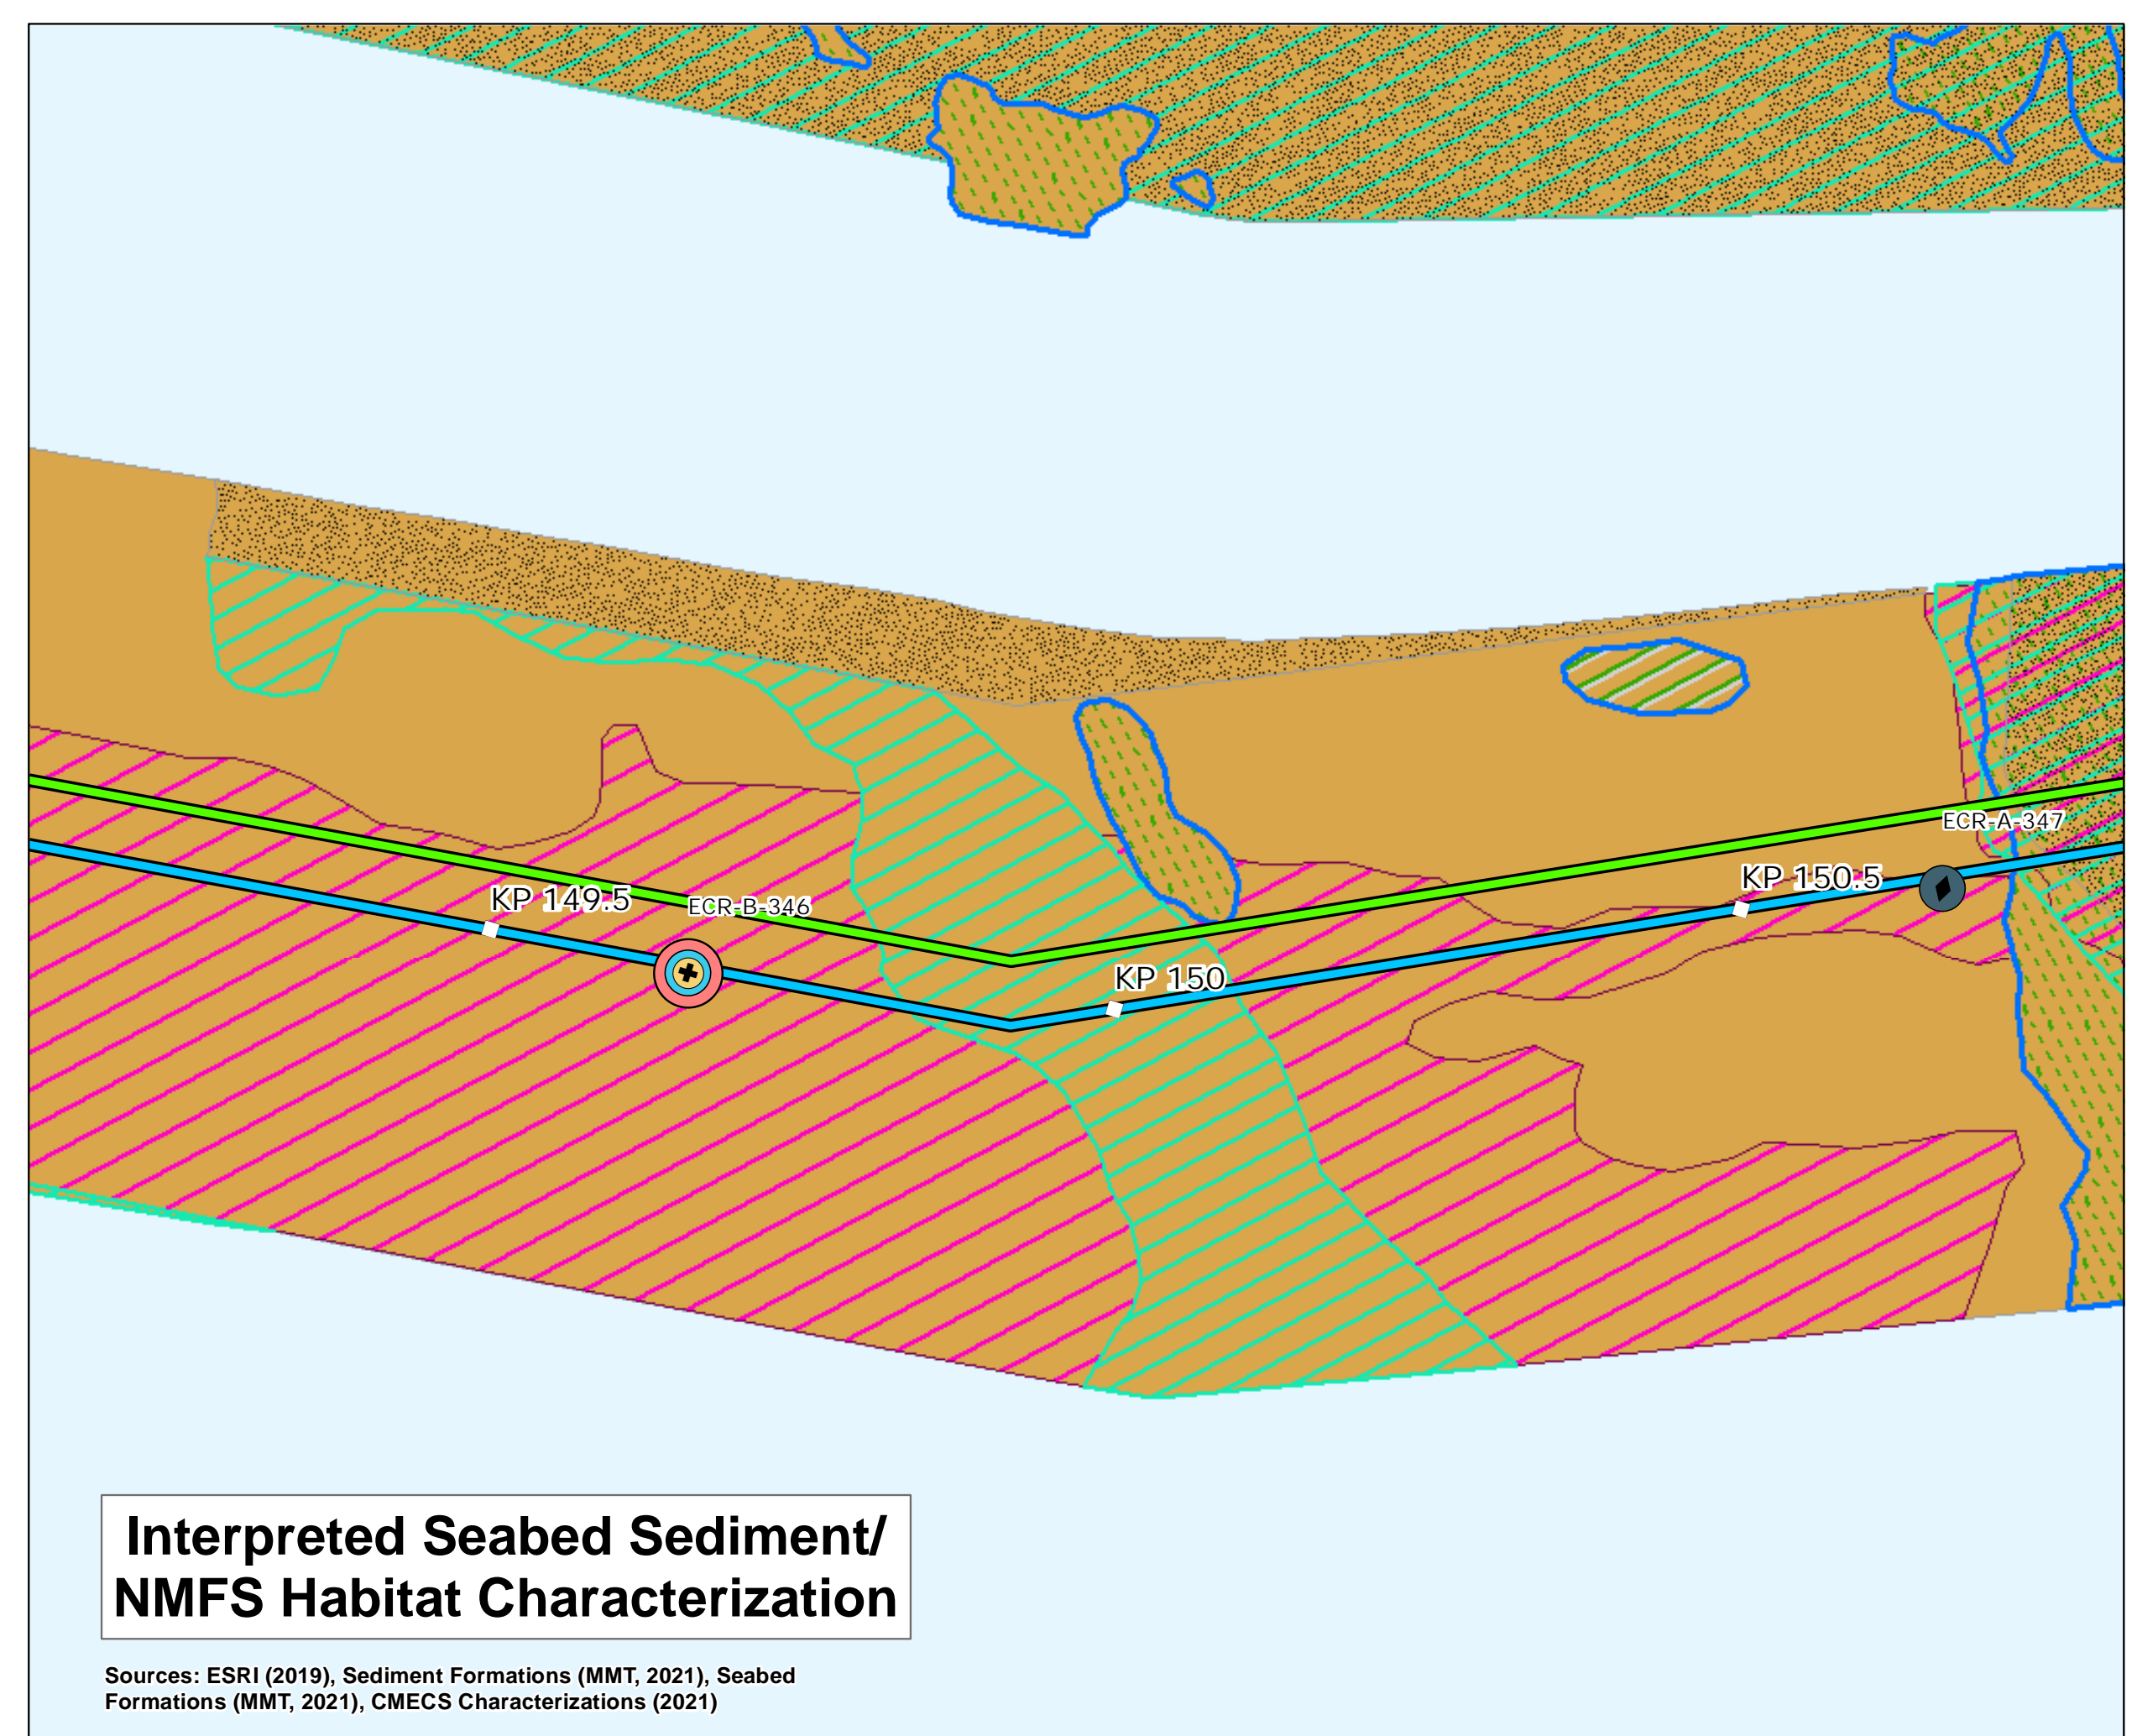 ECR-A-347
KP 150.5
KP 149.5
ECR-B-346
KP 150
Interpreted Seabed Sediment/
NMFS Habitat Characterization
Sources: ESRI (2019), Sediment Formations (MMT, 2021), Seabed
Formations (MMT, 2021), CMECS Characterizations (2021)